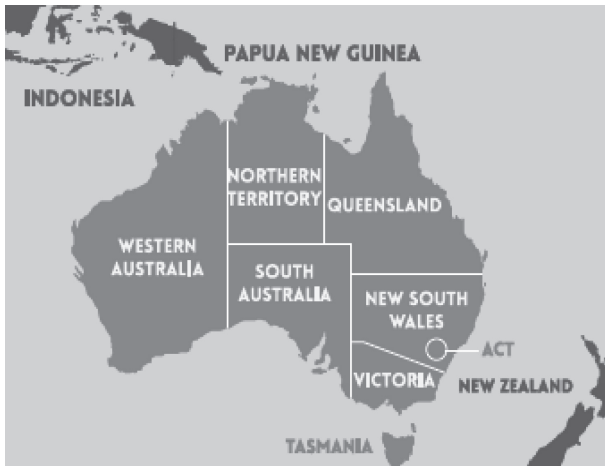 PAPUA NEW GUINEA
INDONESIA
NORTHERN
TERRITORY
QUEENSLAND
WESTERN
AUSTRALIA
SOUTH
AUSTRALIA
NEW SOUTH
WALES
ACT
VICTORIA
NEW ZEALAND
TASMANIA